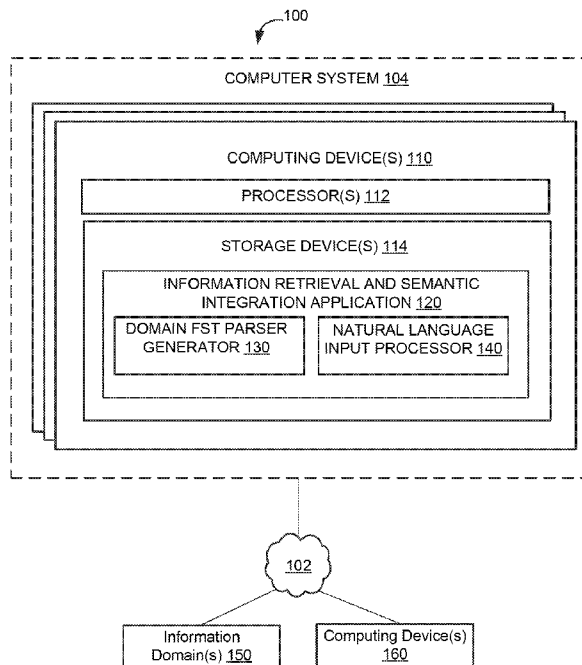 100
COMPUTER SYSTEM 104
COMPUTING DEVICE(S) 110
PROCESSOR(S) 112
STORAGE DEVICE(S) 114
INFORMATION RETRIEVAL AND SEMANTIC
INTEGRATION APPLICATION 120
DOMAIN FST PARSER
GENERATOR 130
NATURAL LANGUAGE
INPUT PROCESSOR 140
102
Information
Domain(s) 150
Computing Device(s)
160